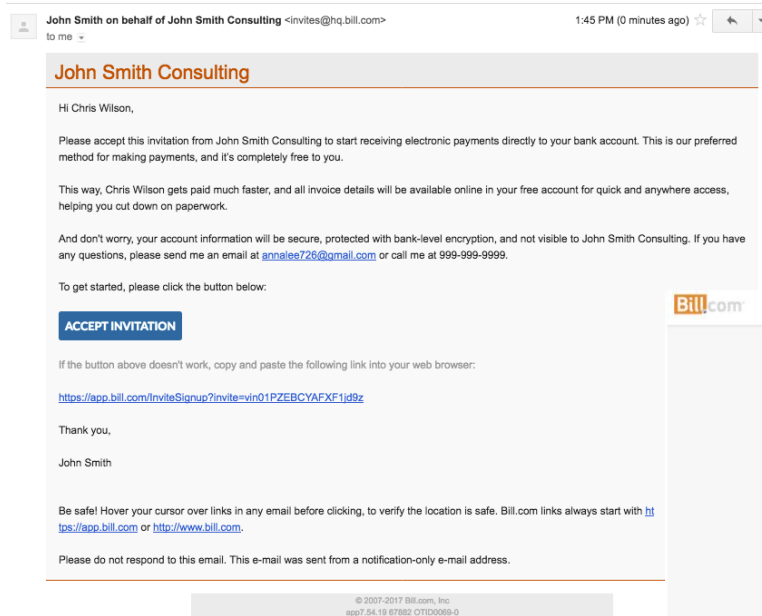 John Smith on behalf of John Smith Consulting <invites@hq.bill.com>
1:45 PM (0 minutes ago)
to me
John Smith Consulting
Hi Chris Wilson,
Please accept this invitation from John Smith Consulting to start receiving electronic payments directly to your bank account. This is our preferred
method for making payments, and it's completely free to you.
This way, Chris Wilson gets paid much faster, and all invoice details will be available online in your free account for quick and anywhere access,
helping you cut down on paperwork.
And don't worry, your account information will be secure, protected with bank-level encryption, and not visible to John Smith Consulting. If you have
any questions, please send me an email at annalee726@gmail.com or call me at 999-999-9999.
To get started, please click the button below:
Bill.com
ACCEPT INVITATION
If the button above doesn't work, copy and paste the following link into your web browser:
https://app.bill.com/InviteSignup?invite=vin01PZEBCYAFXF1jd9z
Thank you,
John Smith
Be safe! Hover your cursor over links in any email before clicking, to verify the location is safe. Bill.com links always start with ht
tps://app.bill.com or http://www.bill.com.
Please do not respond to this email. This e-mail was sent from a notification-only e-mail address.
© 2007-2017 Bill.com, Inc
app7.54.19 67882 OTID0069-0